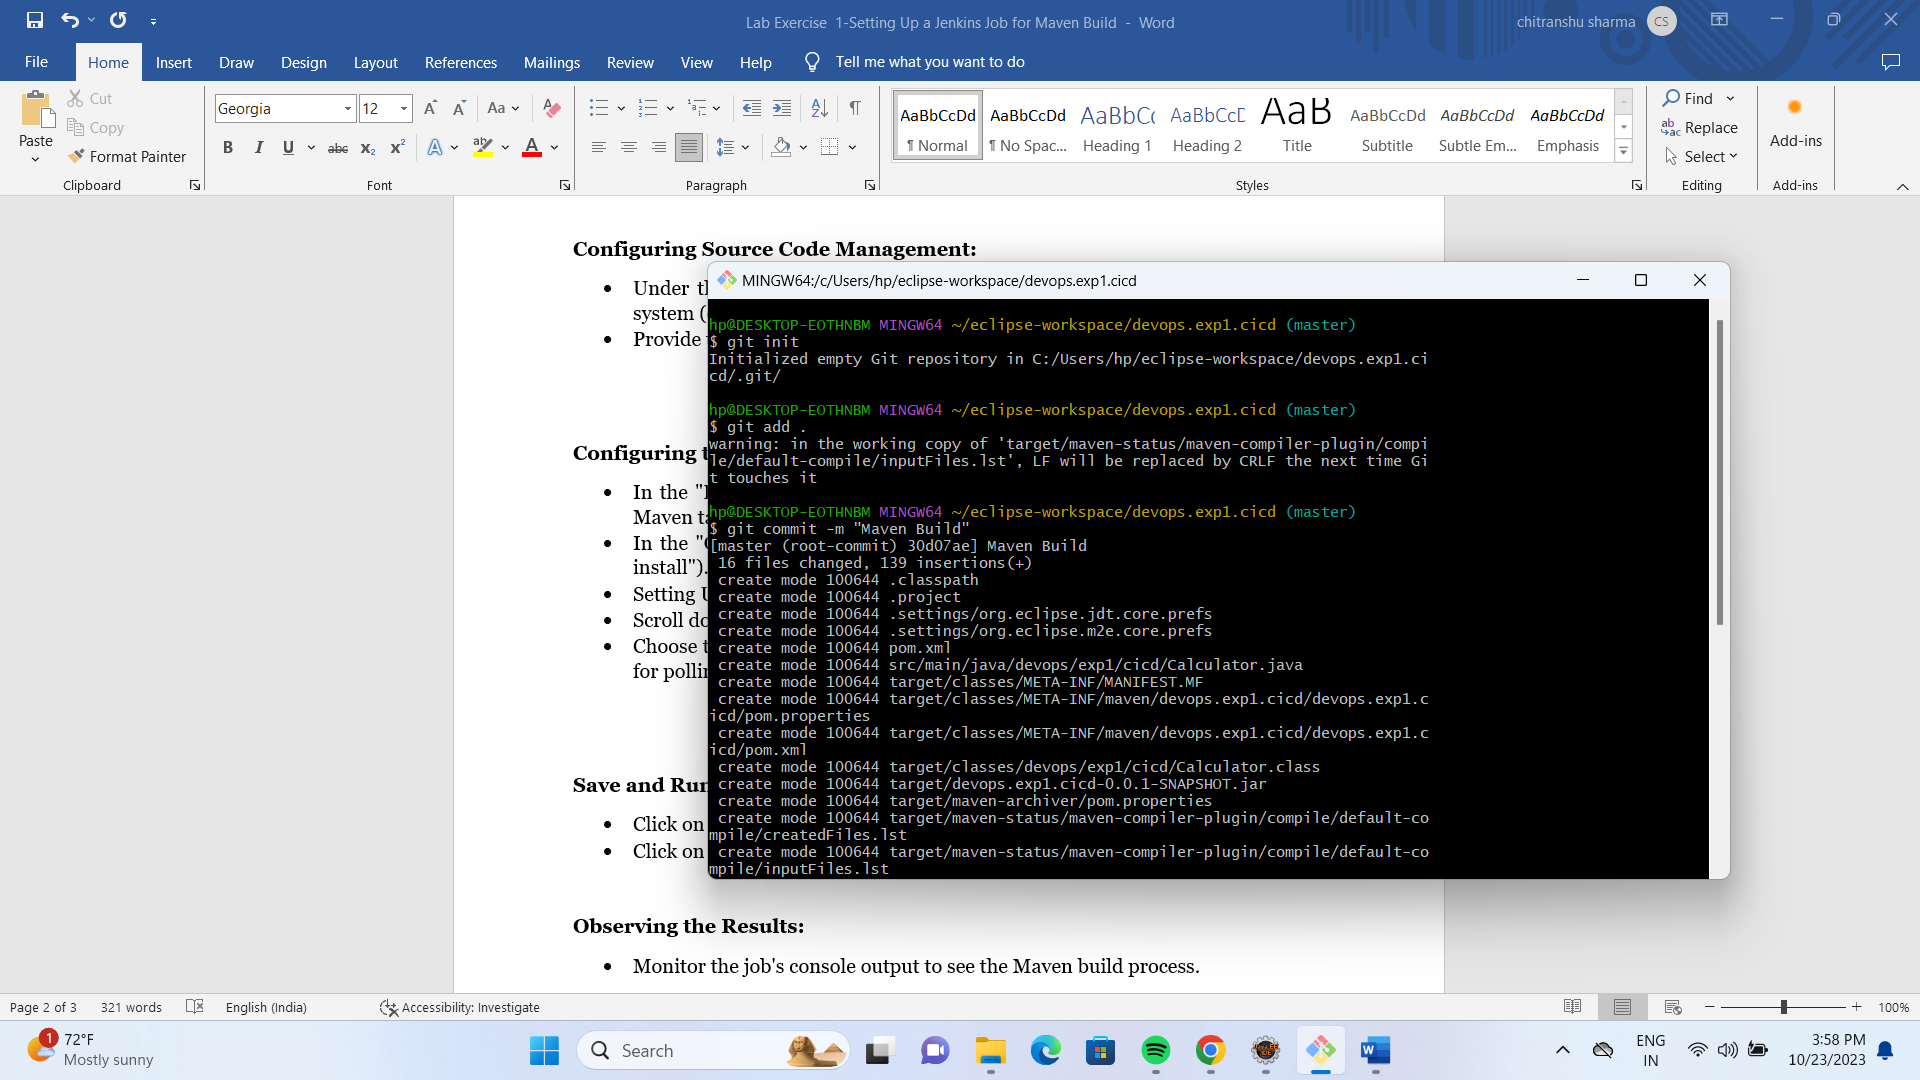 Lab Exercise 1-Setting Up a Jenkins Job for Maven Build - Word
chitranshu sharma CS
File Home Insert Draw Design Layout References Mailings Review View Help Tell me what you want to do
Paste
Cut
Copy
Format Painter
Clipboard
Georgia 12
Aa
B I U abc x₂ x² A ab A
Font
Paragraph
AaBbCcDd AaBbCcDd AaBbCc AaBbCcC AaB AaBbCcDd AaBbCcDd AaBbCcDd
¶ Normal ¶ No Spac... Heading 1 Heading 2 Title Subtitle Subtle Em... Emphasis
Styles
Find
Replace
Select
Editing
Add-ins
Add-ins
Configuring Source Code Management:
• Under th
system (
• Provide
Configuring t
• In the "
Maven ta
• In the "
install").
• Setting U
• Scroll do
• Choose t
for pollin
Save and Run
• Click on
• Click on
Observing the Results:
• Monitor the job's console output to see the Maven build process.
MINGW64:/c/Users/hp/eclipse-workspace/devops.exp1.cicd
hp@DESKTOP-EOTHNBM MINGW64 ~/eclipse-workspace/devops.exp1.cicd (master)
$ git init
Initialized empty Git repository in C:/Users/hp/eclipse-workspace/devops.exp1.ci
cd/.git/
hp@DESKTOP-EOTHNBM MINGW64 ~/eclipse-workspace/devops.exp1.cicd (master)
$ git add .
warning: in the working copy of 'target/maven-status/maven-compiler-plugin/compi
le/default-compile/inputFiles.lst', LF will be replaced by CRLF the next time Gi
t touches it
hp@DESKTOP-EOTHNBM MINGW64 ~/eclipse-workspace/devops.exp1.cicd (master)
$ git commit -m "Maven Build"
[master (root-commit) 30d07ae] Maven Build
16 files changed, 139 insertions(+)
create mode 100644 .classpath
create mode 100644 .project
create mode 100644 .settings/org.eclipse.jdt.core.prefs
create mode 100644 .settings/org.eclipse.m2e.core.prefs
create mode 100644 pom.xml
create mode 100644 src/main/java/devops/exp1/cicd/Calculator.java
create mode 100644 target/classes/META-INF/MANIFEST.MF
create mode 100644 target/classes/META-INF/maven/devops.exp1.cicd/devops.exp1.c
icd/pom.properties
create mode 100644 target/classes/META-INF/maven/devops.exp1.cicd/devops.exp1.c
icd/pom.xml
create mode 100644 target/classes/devops/exp1/cicd/Calculator.class
create mode 100644 target/devops.exp1.cicd-0.0.1-SNAPSHOT.jar
create mode 100644 target/maven-archiver/pom.properties
create mode 100644 target/maven-status/maven-compiler-plugin/compile/default-co
mpile/createdFiles.lst
create mode 100644 target/maven-status/maven-compiler-plugin/compile/default-co
mpile/inputFiles.lst
Page 2 of 3 321 words English (India) Accessibility: Investigate 100%
1
72°F
Mostly sunny
Search
ENG
IN
3:58 PM
10/23/2023